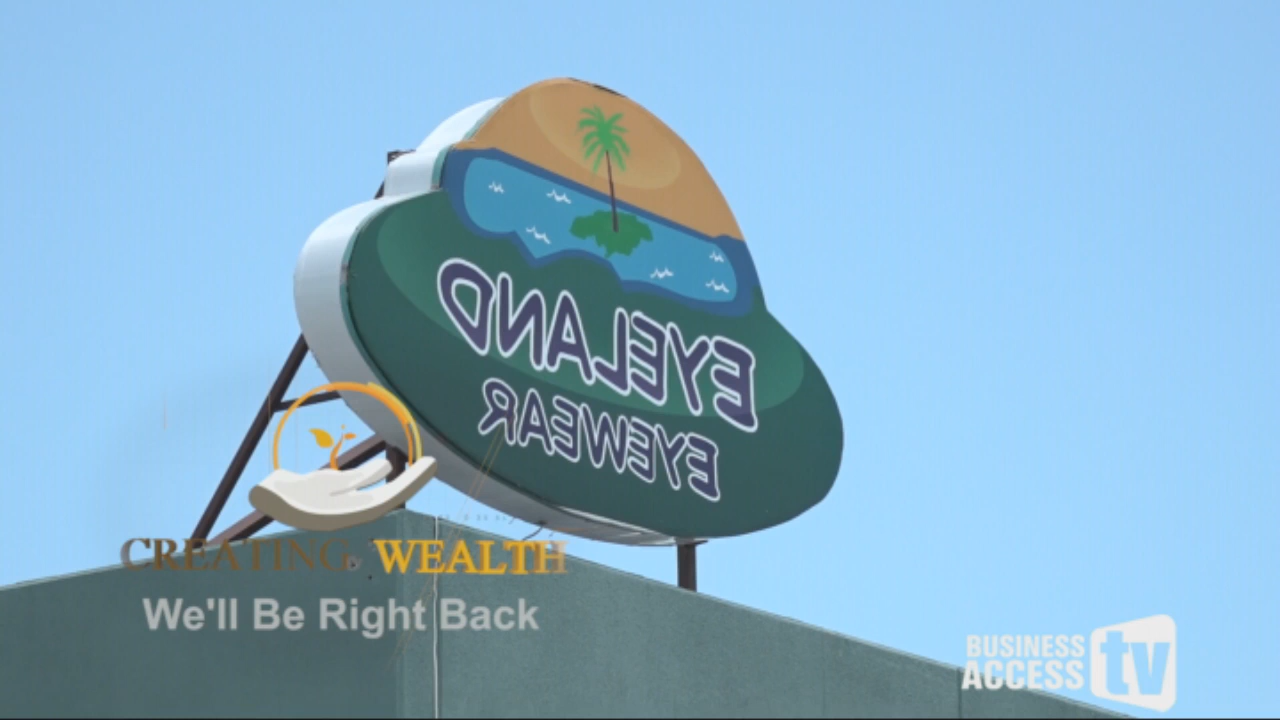 EYELAND
EYEWEAR
CREATING WEALTH
We'll Be Right Back
BUSINESS
ACCESS tv